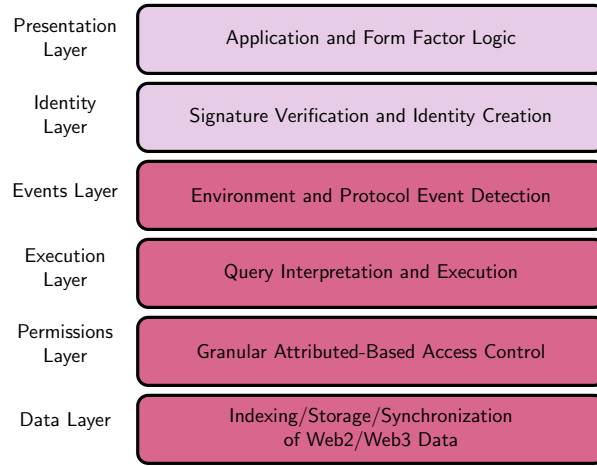 Presentation
Layer
Application and Form Factor Logic
Identity
Layer
Signature Verification and Identity Creation
Events Layer
Environment and Protocol Event Detection
Execution
Layer
Query Interpretation and Execution
Permissions
Layer
Granular Attributed-Based Access Control
Data Layer
Indexing/Storage/Synchronization
of Web2/Web3 Data